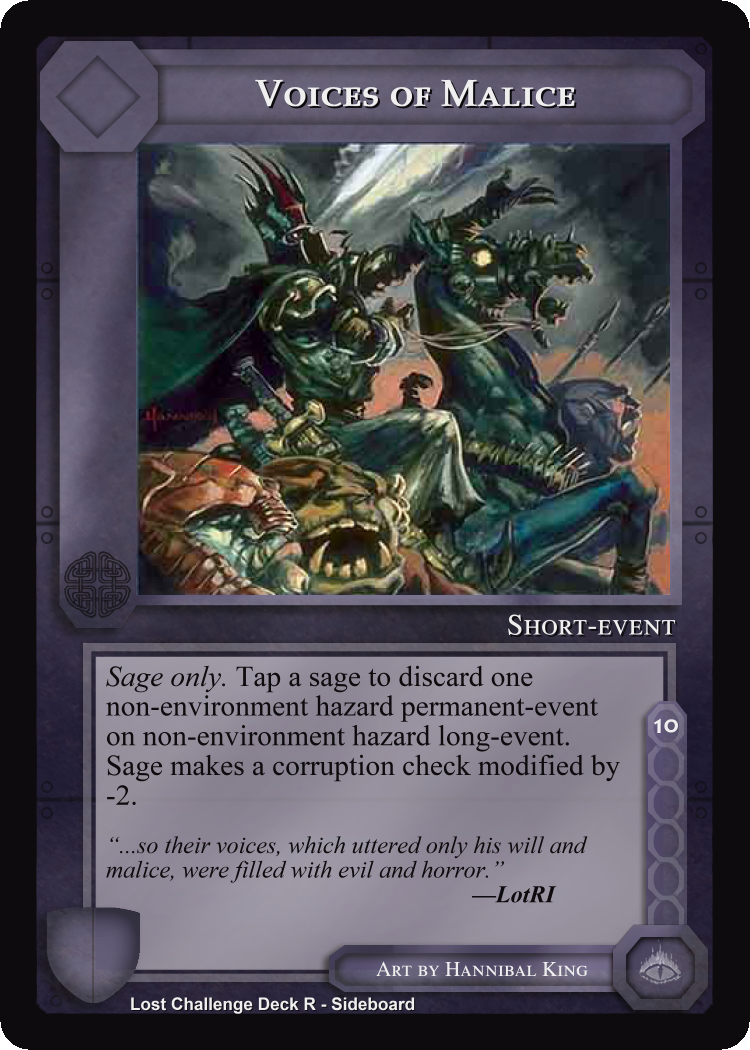 VOICES OF MALICE
Hannibal
SHORT-EVENT
Sage only. Tap a sage to discard one
non-environment hazard permanent-event
on non-environment hazard long-event.
Sage makes a corruption check modified by
-2.
10
“...so their voices, which uttered only his will and
malice, were filled with evil and horror.”
—LotRI
ART BY HANNIBAL KING
Lost Challenge Deck R - Sideboard